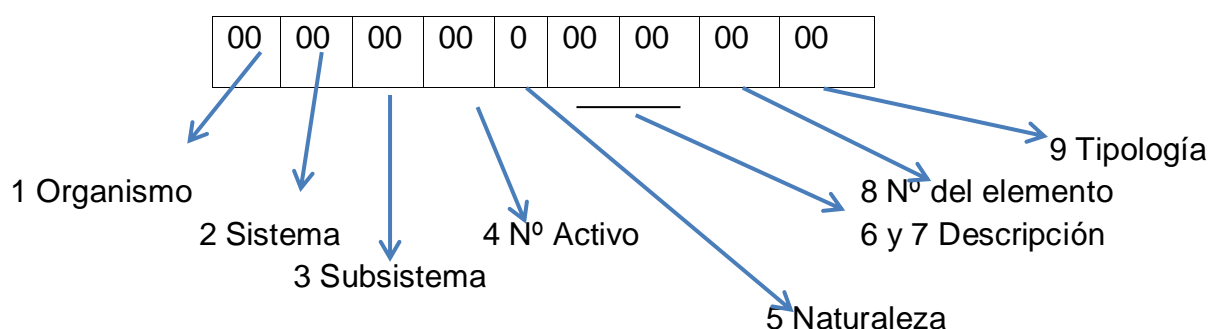 00 00 00 00 0 00 00 00 00
9 Tipología
1 Organismo
8 Nº del elemento
2 Sistema
4 Nº Activo
6 y 7 Descripción
3 Subsistema
5 Naturaleza